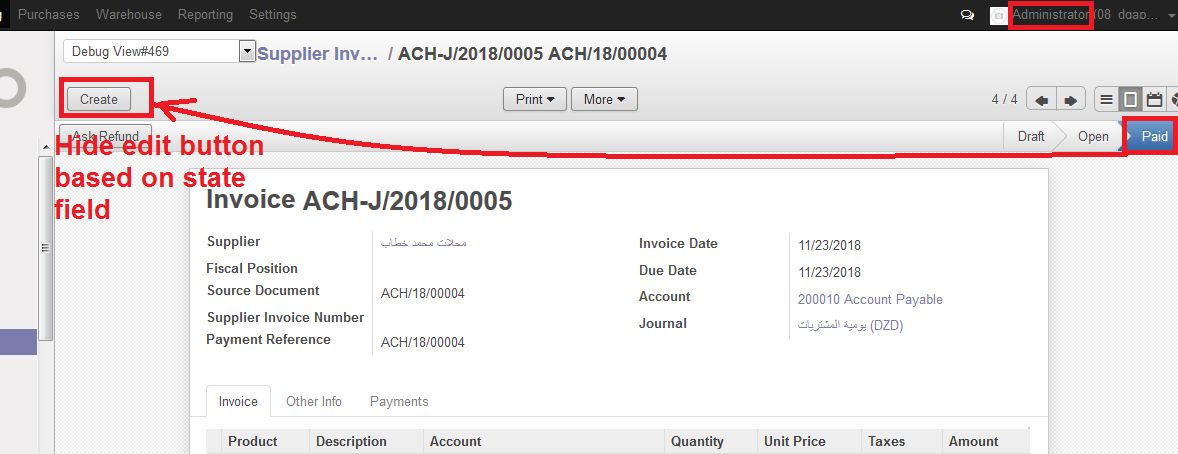 Purchases Warehouse Reporting Settings Administrator (08_dgap...
Debug View#469 Supplier Inv... / ACH-J/2018/0005 ACH/18/00004
Create Print More 4 / 4
Ask Refund Draft Open Paid
Hide edit button
based on state
field
Invoice ACH-J/2018/0005
Supplier محلات محمد خطاب
Invoice Date 11/23/2018
Fiscal Position
Due Date 11/23/2018
Source Document ACH/18/00004
Account 200010 Account Payable
Supplier Invoice Number
Journal يومية المشتريات (DZD)
Payment Reference ACH/18/00004
Invoice Other Info Payments
Product Description Account Quantity Unit Price Taxes Amount